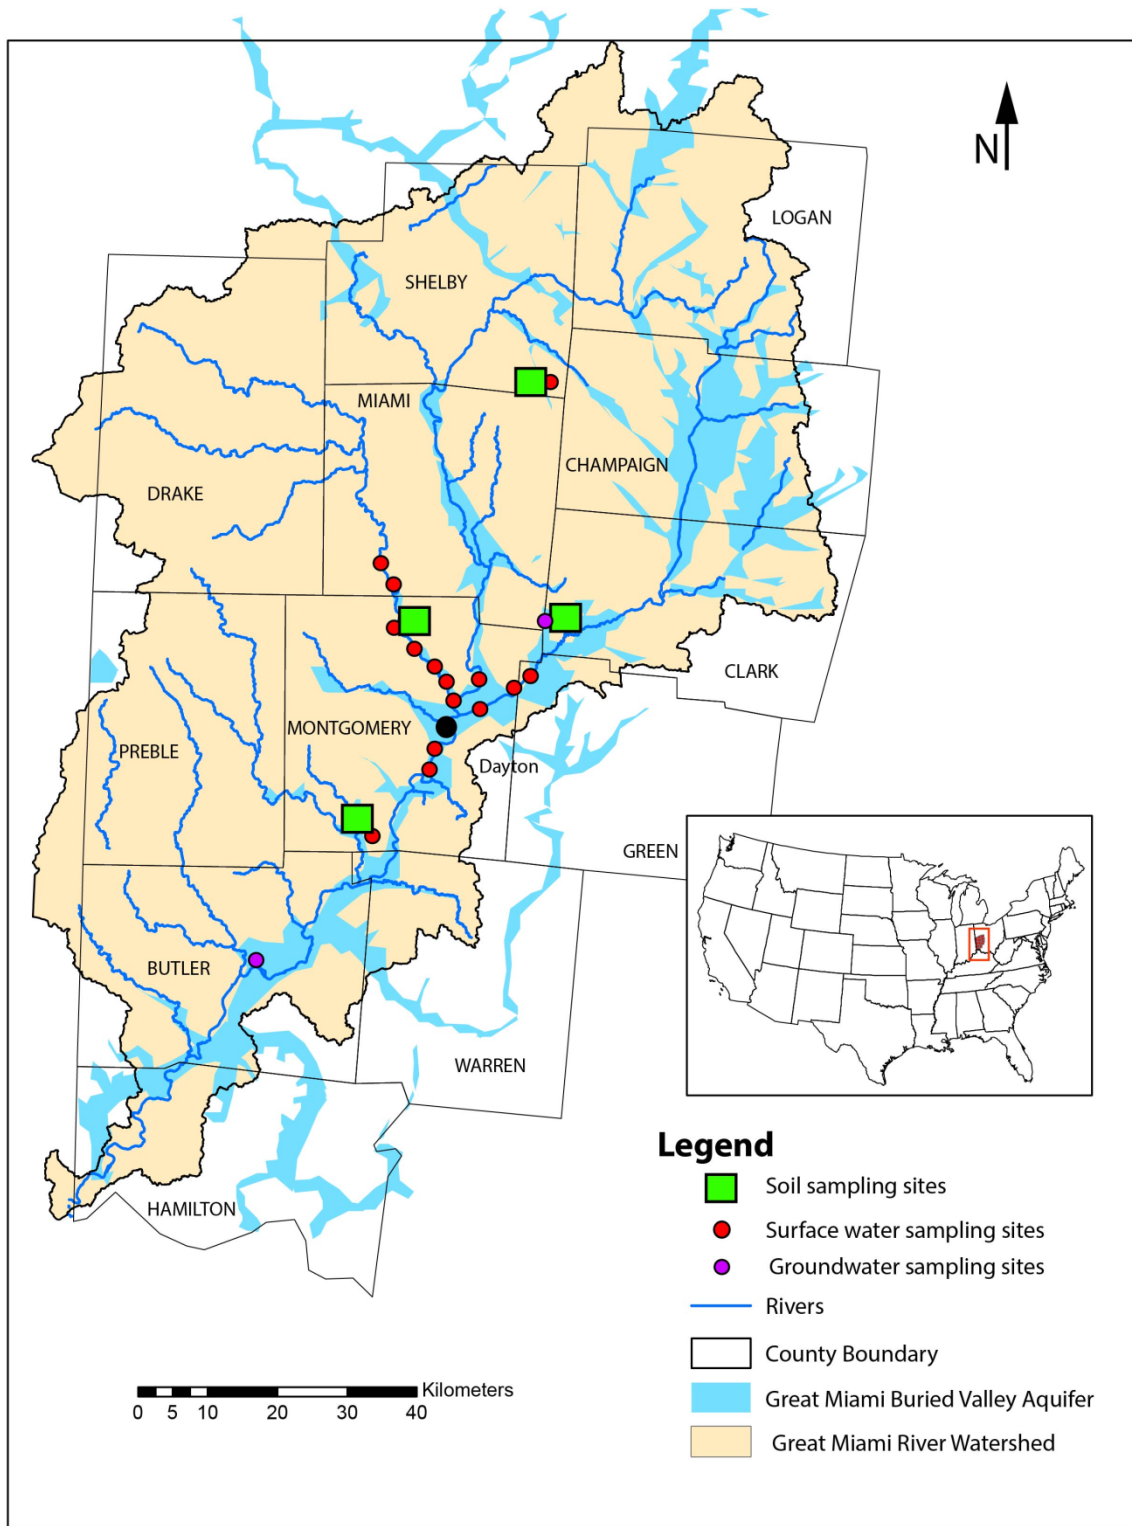 N
LOGAN
SHELBY
MIAMI
CHAMPAIGN
DRAKE
CLARK
MONTGOMERY
PREBLE
Dayton
GREEN
BUTLER
WARREN
HAMILTON
Legend
Soil sampling sites
Surface water sampling sites
Groundwater sampling sites
Rivers
County Boundary
Great Miami Buried Valley Aquifer
Great Miami River Watershed
Kilometers
0 5 10 20 30 40